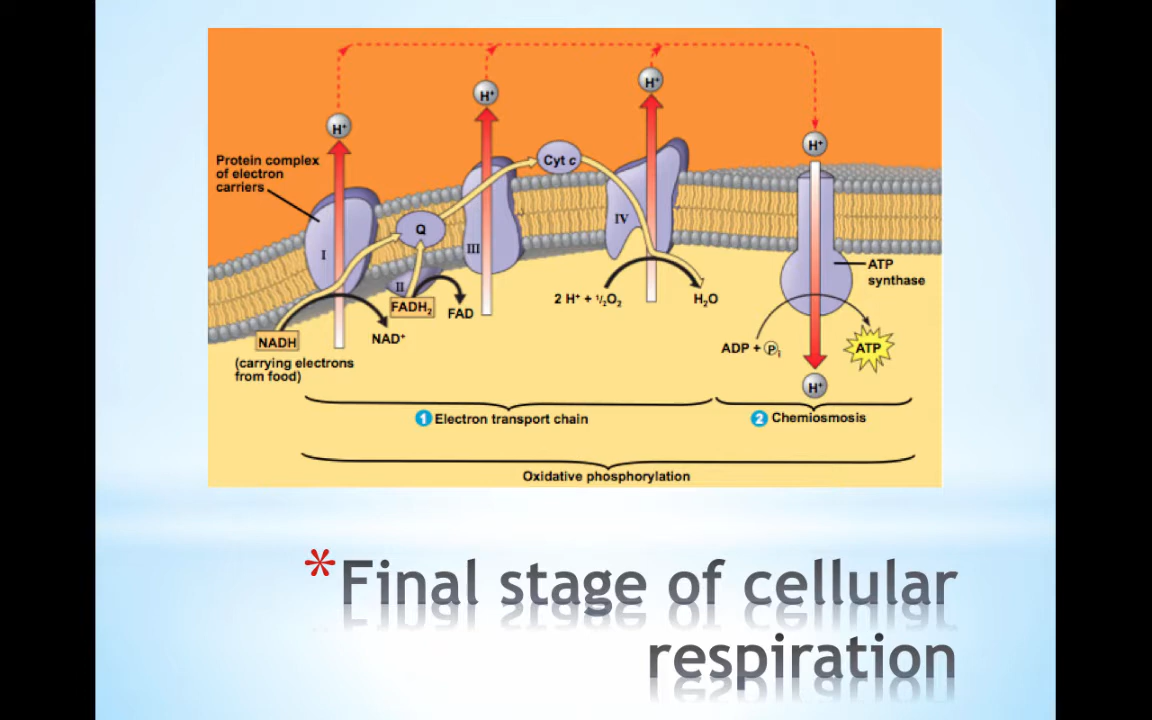 H⁺
H⁺
H⁺
H⁺
Protein complex
of electron
carriers
Cyt c
Q
I
II
III
IV
ATP
synthase
FADH₂
FAD
2 H⁺ + ½O₂
H₂O
NADH
NAD⁺
(carrying electrons
from food)
ADP + Pᵢ
ATP
H⁺
1 Electron transport chain
2 Chemiosmosis
Oxidative phosphorylation
*Final stage of cellular
respiration